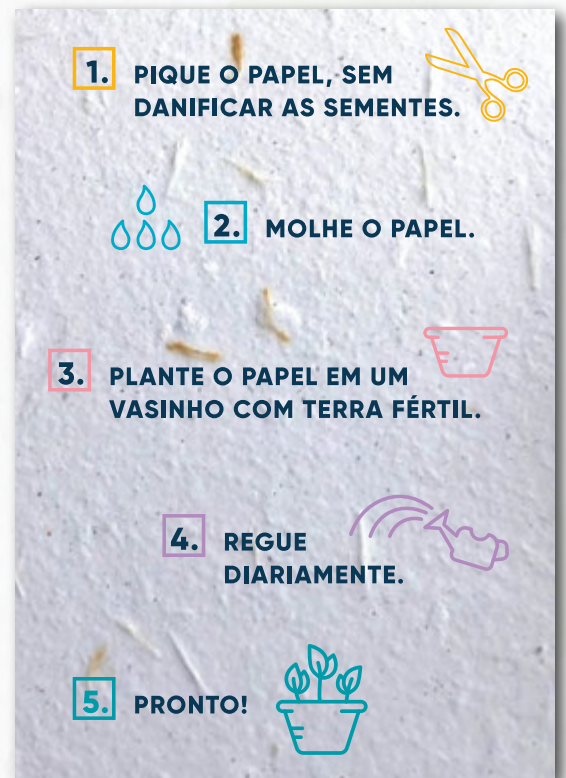 1. PIQUE O PAPEL, SEM
DANIFICAR AS SEMENTES.
2. MOLHE O PAPEL.
3. PLANTE O PAPEL EM UM
VASINHO COM TERRA FÉRTIL.
4. REGUE
DIARIAMENTE.
5. PRONTO!